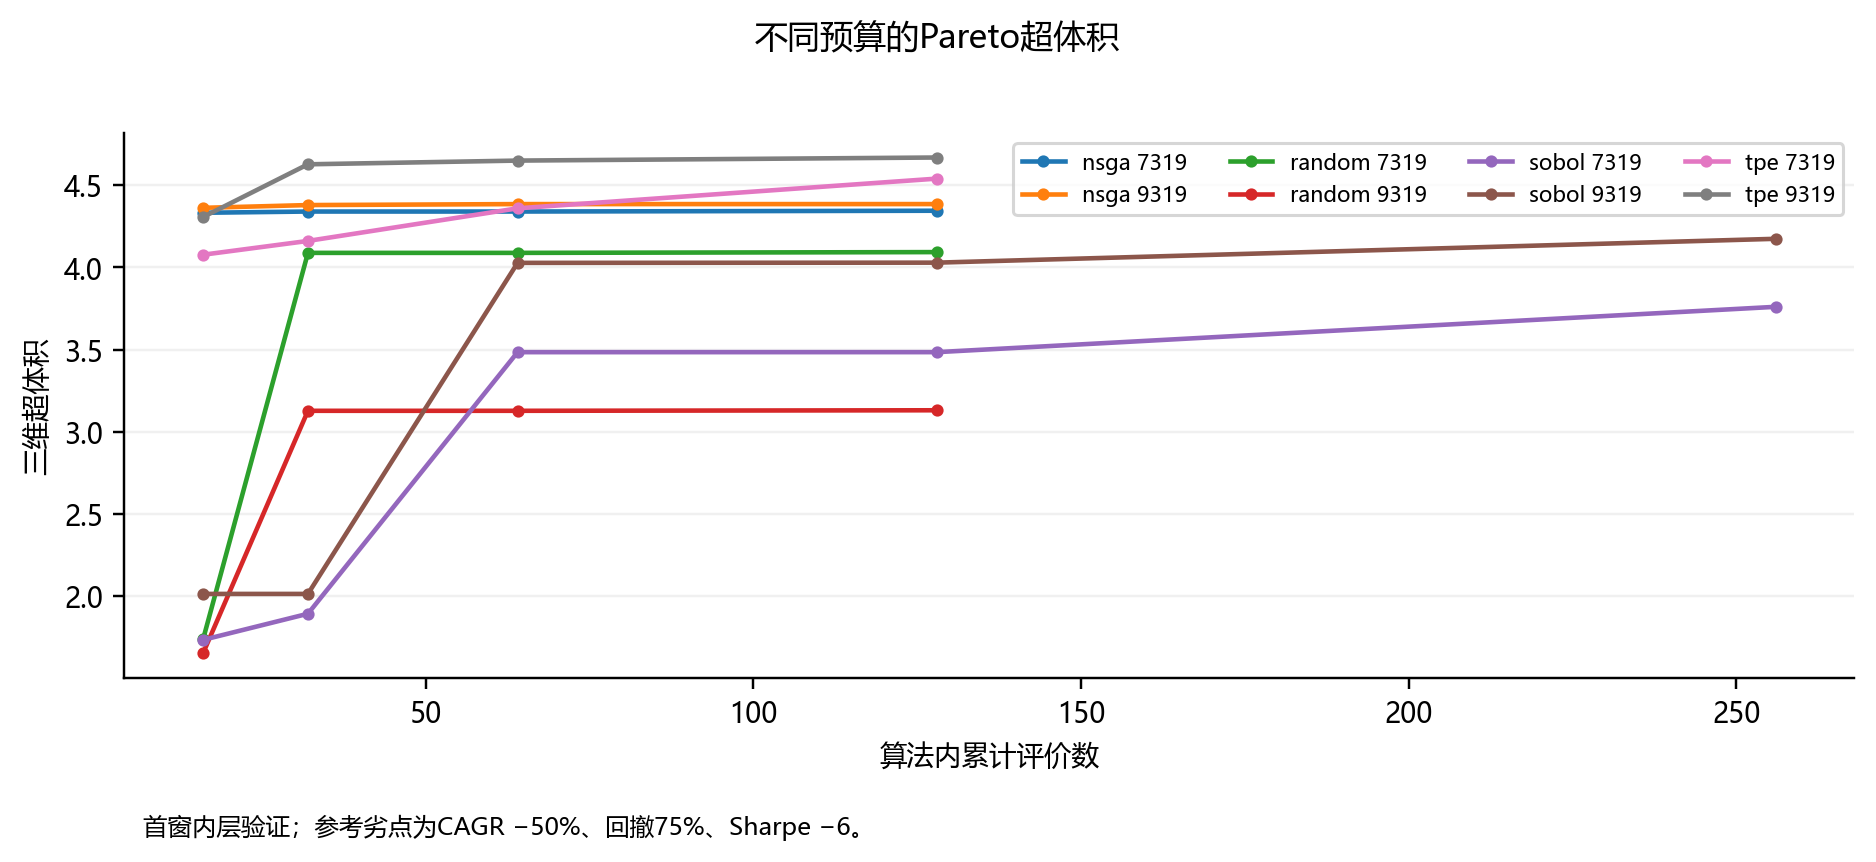 不同预算的Pareto超体积
nsga 7319
random 7319
sobol 7319
tpe 7319
nsga 9319
random 9319
sobol 9319
tpe 9319
三维超体积
4.5
4.0
3.5
3.0
2.5
2.0
50
100
150
200
250
算法内累计评价数
首窗内层验证；参考劣点为CAGR −50%、回撤75%、Sharpe −6。